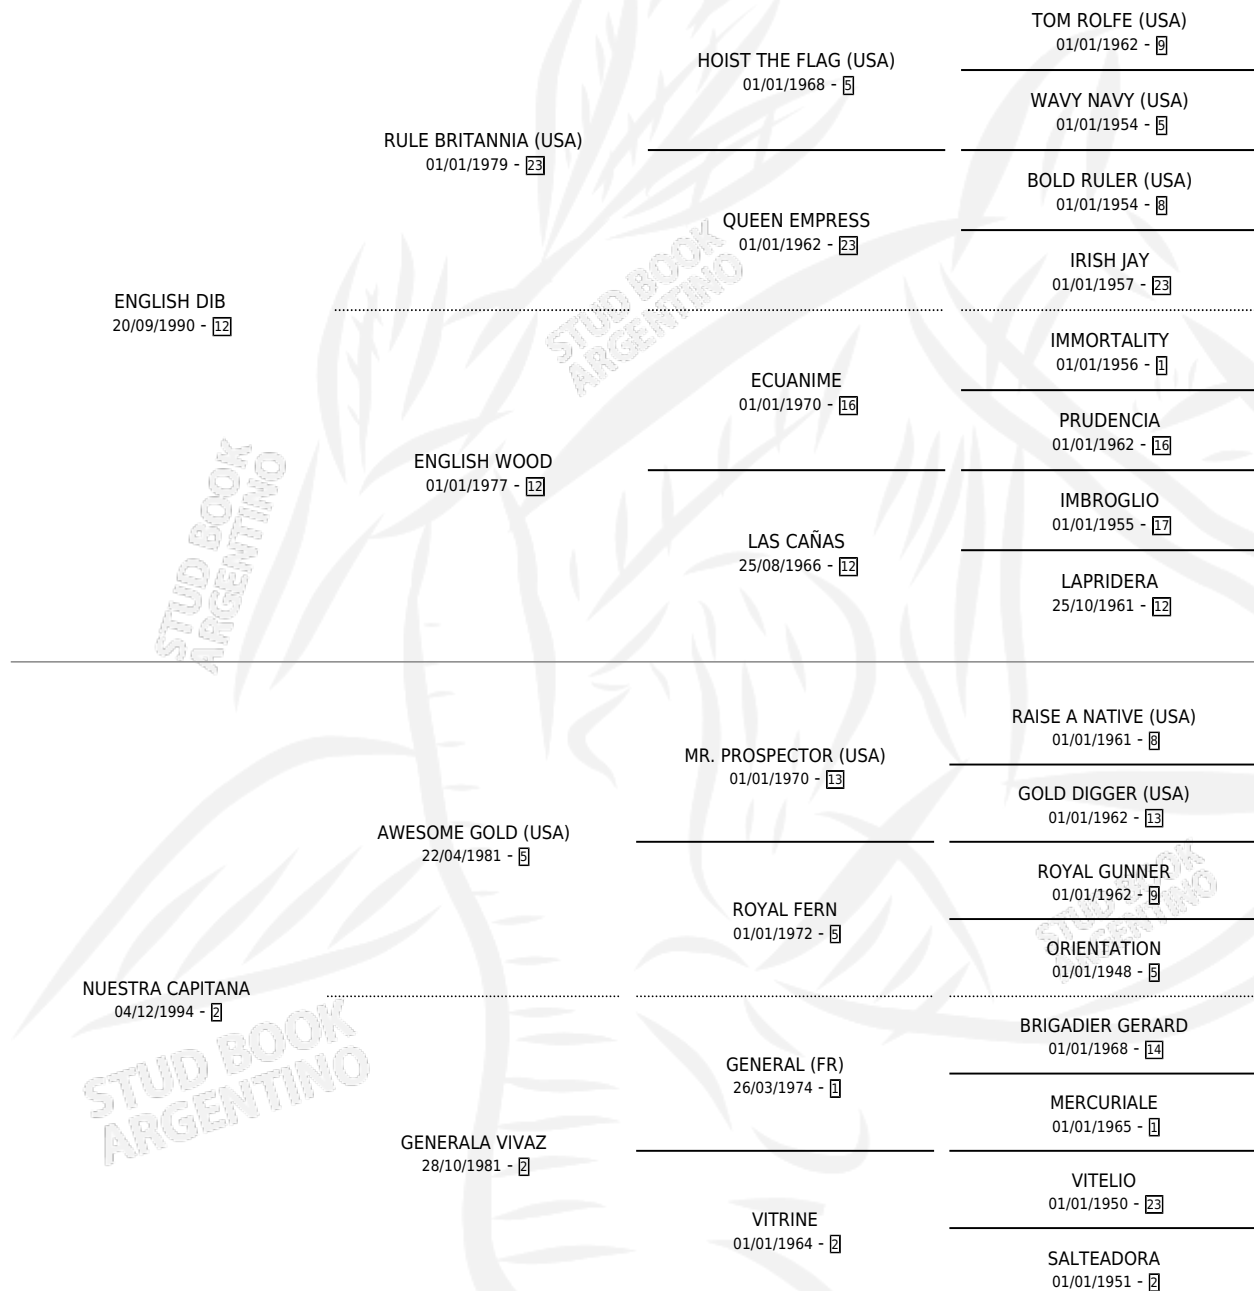 TOM ROLFE (USA)
01/01/1962 - 9
HOIST THE FLAG (USA)
01/01/1968 - 5
WAVY NAVY (USA)
01/01/1954 - 5
RULE BRITANNIA (USA)
01/01/1979 - 23
BOLD RULER (USA)
01/01/1954 - 8
QUEEN EMPRESS
01/01/1962 - 23
IRISH JAY
01/01/1957 - 23
ENGLISH DIB
20/09/1990 - 12
IMMORTALITY
01/01/1956 - 1
ECUANIME
01/01/1970 - 16
PRUDENCIA
01/01/1962 - 16
ENGLISH WOOD
01/01/1977 - 12
IMBROGLIO
01/01/1955 - 17
LAS CAÑAS
25/08/1966 - 12
LAPRIDERA
25/10/1961 - 12
RAISE A NATIVE (USA)
01/01/1961 - 8
MR. PROSPECTOR (USA)
01/01/1970 - 13
GOLD DIGGER (USA)
01/01/1962 - 13
AWESOME GOLD (USA)
22/04/1981 - 5
ROYAL GUNNER
01/01/1962 - 9
ROYAL FERN
01/01/1972 - 5
ORIENTATION
01/01/1948 - 5
NUESTRA CAPITANA
04/12/1994 - 2
BRIGADIER GERARD
01/01/1968 - 14
GENERAL (FR)
26/03/1974 - 1
MERCURIALE
01/01/1965 - 1
GENERALA VIVAZ
28/10/1981 - 2
VITELIO
01/01/1950 - 23
VITRINE
01/01/1964 - 2
SALTEADORA
01/01/1951 - 2
STUD BOOK
ARGENTINO
STUD BOOK
ARGENTINO
STUD BOOK
ARGENTINO
STUD BOOK
ARGENTINO